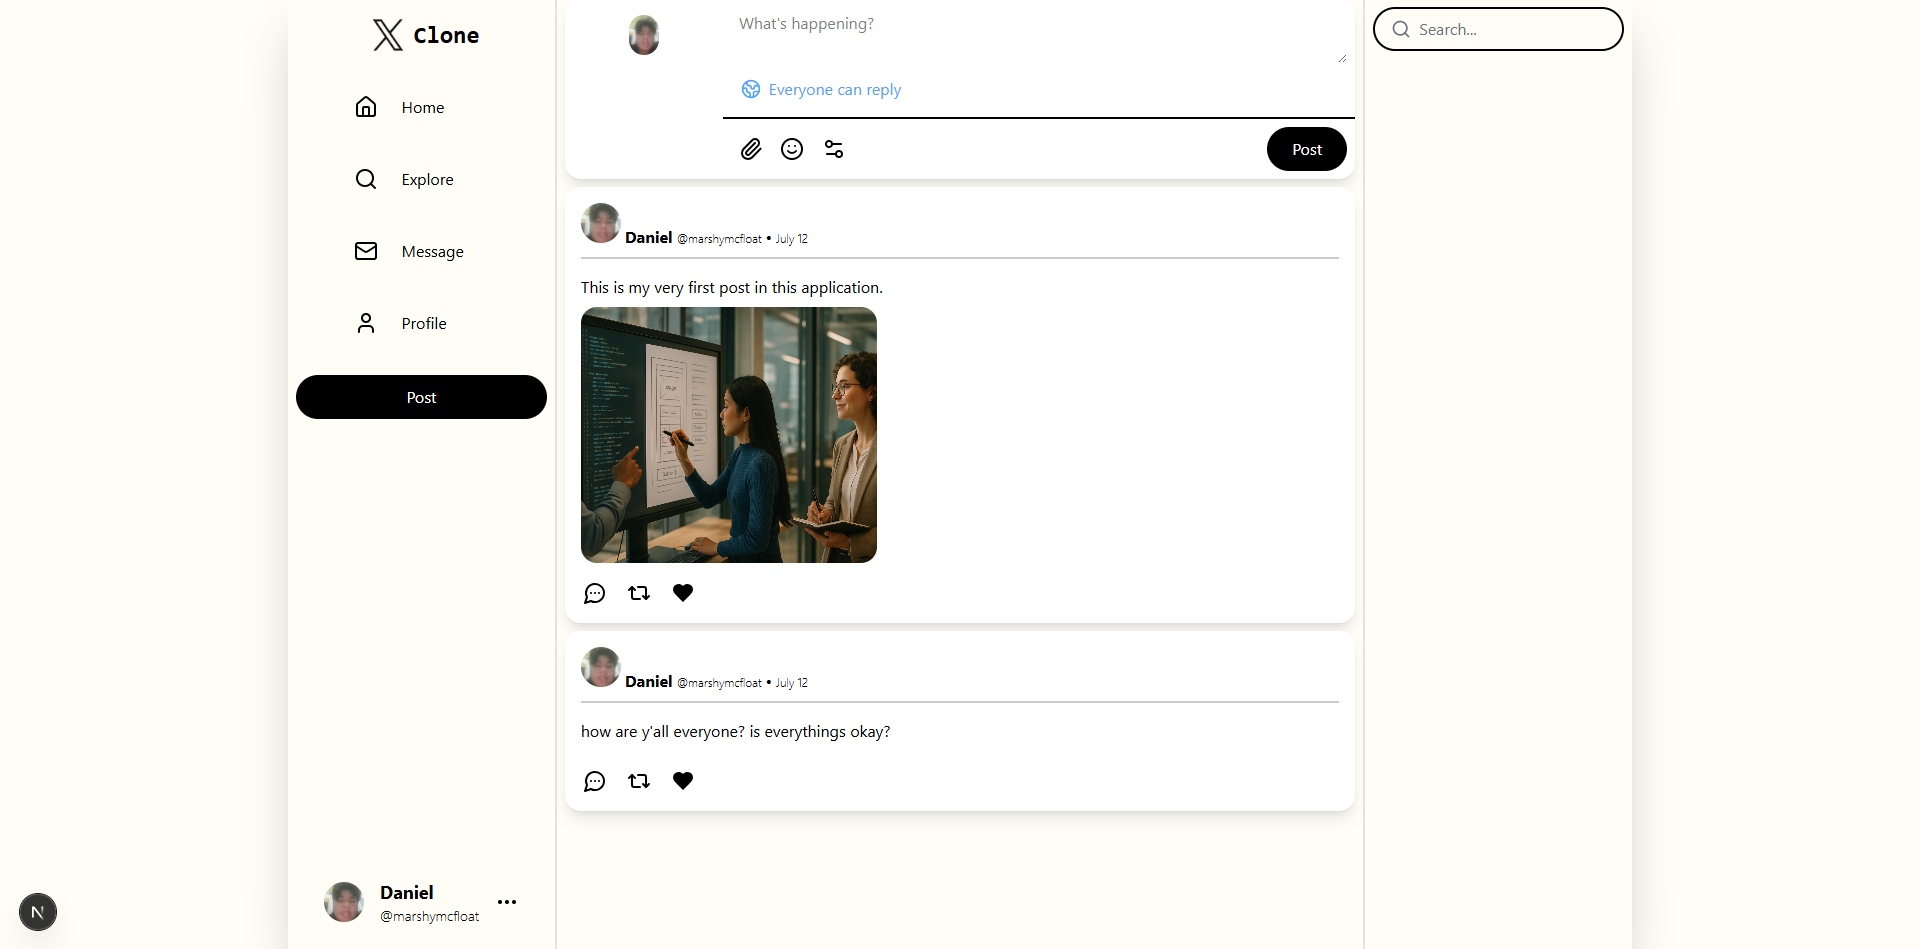 X Clone
Home
Explore
Message
Profile
Post
Daniel
@marshymcfloat
N
What's happening?
Everyone can reply
Post
Daniel @marshymcfloat • July 12
This is my very first post in this application.
Daniel @marshymcfloat • July 12
how are y'all everyone? is everythings okay?
Search...